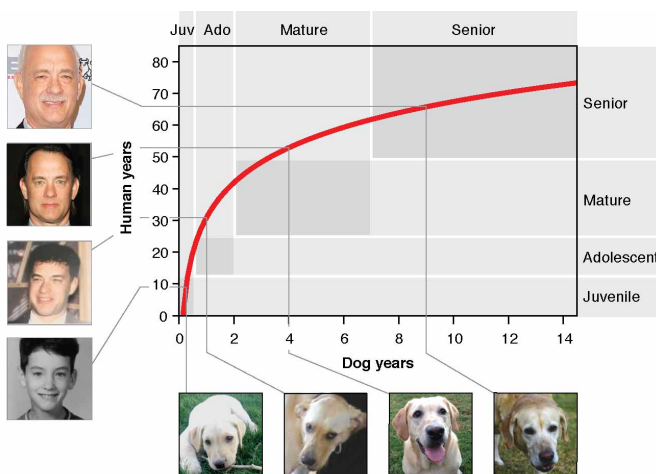 Juv Ado Mature Senior
80
70
60
50
40
30
20
10
0
Human years
Senior
Mature
Adolescent
Juvenile
0 2 4 6 8 10 12 14
Dog years